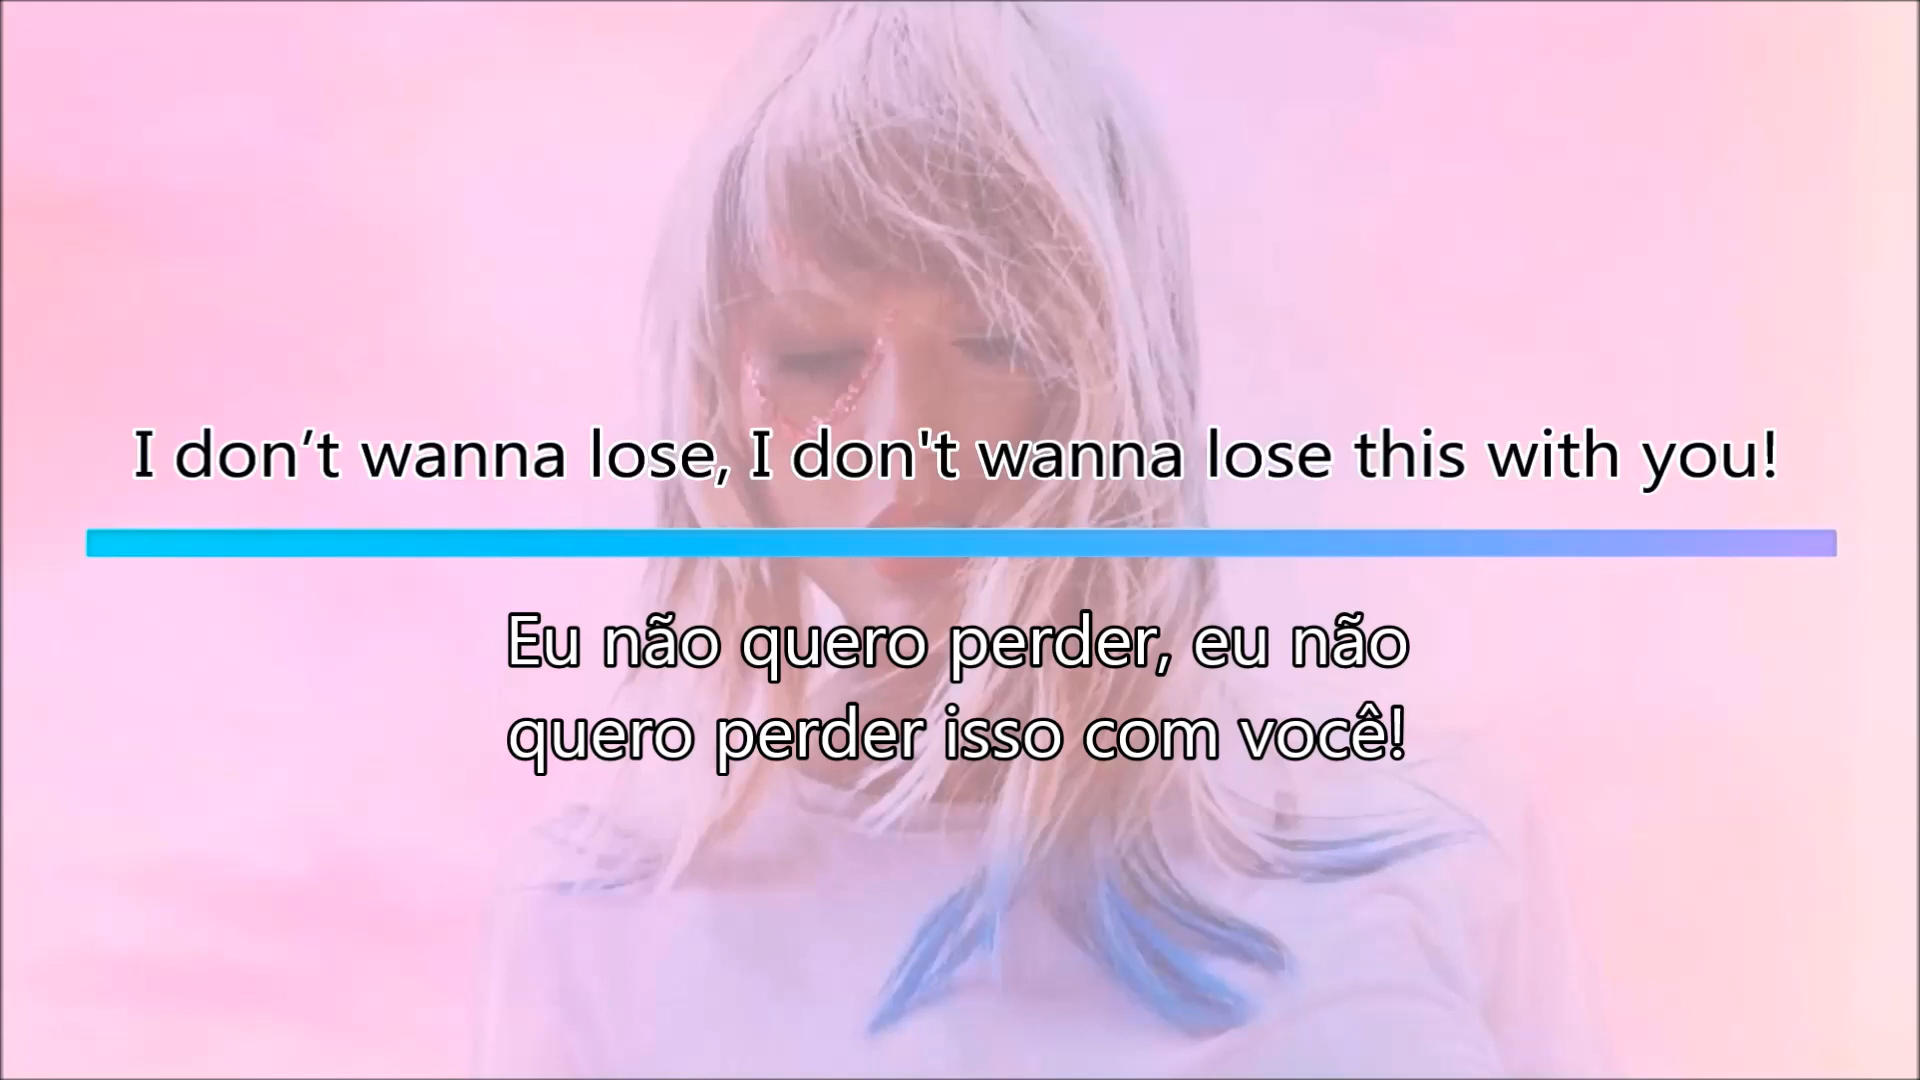 I don’t wanna lose, I don't wanna lose this with you!
Eu não quero perder, eu não
quero perder isso com você!